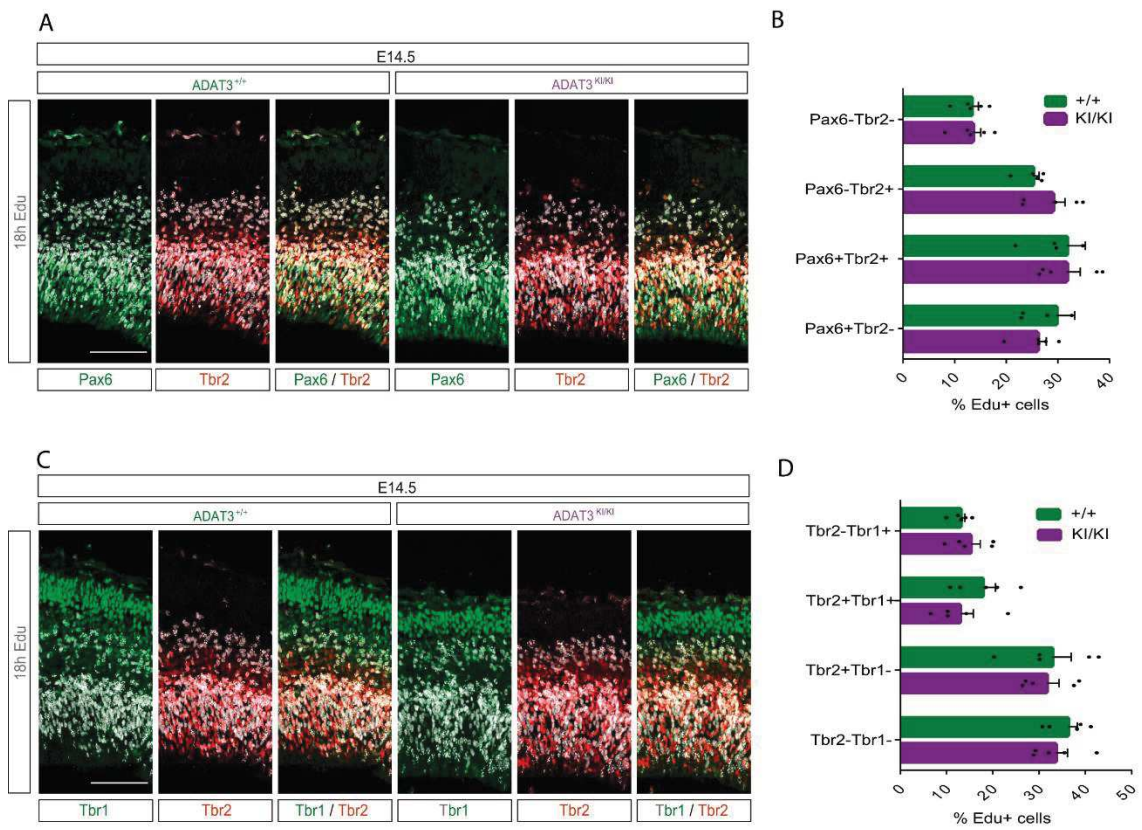 A
E14.5
ADAT3+/+
ADAT3KI/KI
18h Edu
Pax6
Tbr2
Pax6 / Tbr2
Pax6
Tbr2
Pax6 / Tbr2
B
+/+
KI/KI
Pax6-Tbr2-
Pax6-Tbr2+
Pax6+Tbr2+
Pax6+Tbr2-
0
10
20
30
40
% Edu+ cells
C
E14.5
ADAT3+/+
ADAT3KI/KI
18h Edu
Tbr1
Tbr2
Tbr1 / Tbr2
Tbr1
Tbr2
Tbr1 / Tbr2
D
+/+
KI/KI
Tbr2-Tbr1+
Tbr2+Tbr1+
Tbr2+Tbr1-
Tbr2-Tbr1-
0
10
20
30
40
50
% Edu+ cells